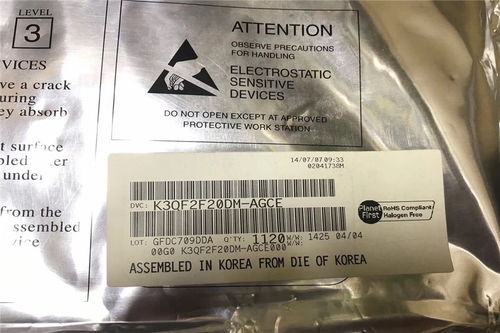 LEVEL
3
VICES
ve a crack
uring
ey absorb
t surface
under
from the
ssembled
vice
ATTENTION
OBSERVE PRECAUTIONS
FOR HANDLING
ELECTROSTATIC
SENSITIVE
DEVICES
DO NOT OPEN EXCEPT AT APPROVED
PROTECTIVE WORK STATION
14/07/07 09:33
02041738M
DVC: K3QF2F20DM-AGCE
Planet First RoHS Compliant
Halogen Free
LOT: GFDC709DDA Q'TY: 1120 W/W: 1425 04/04
00G0 K3QF2F20DM-AGCE000 W/W:
ASSEMBLED IN KOREA FROM DIE OF KOREA